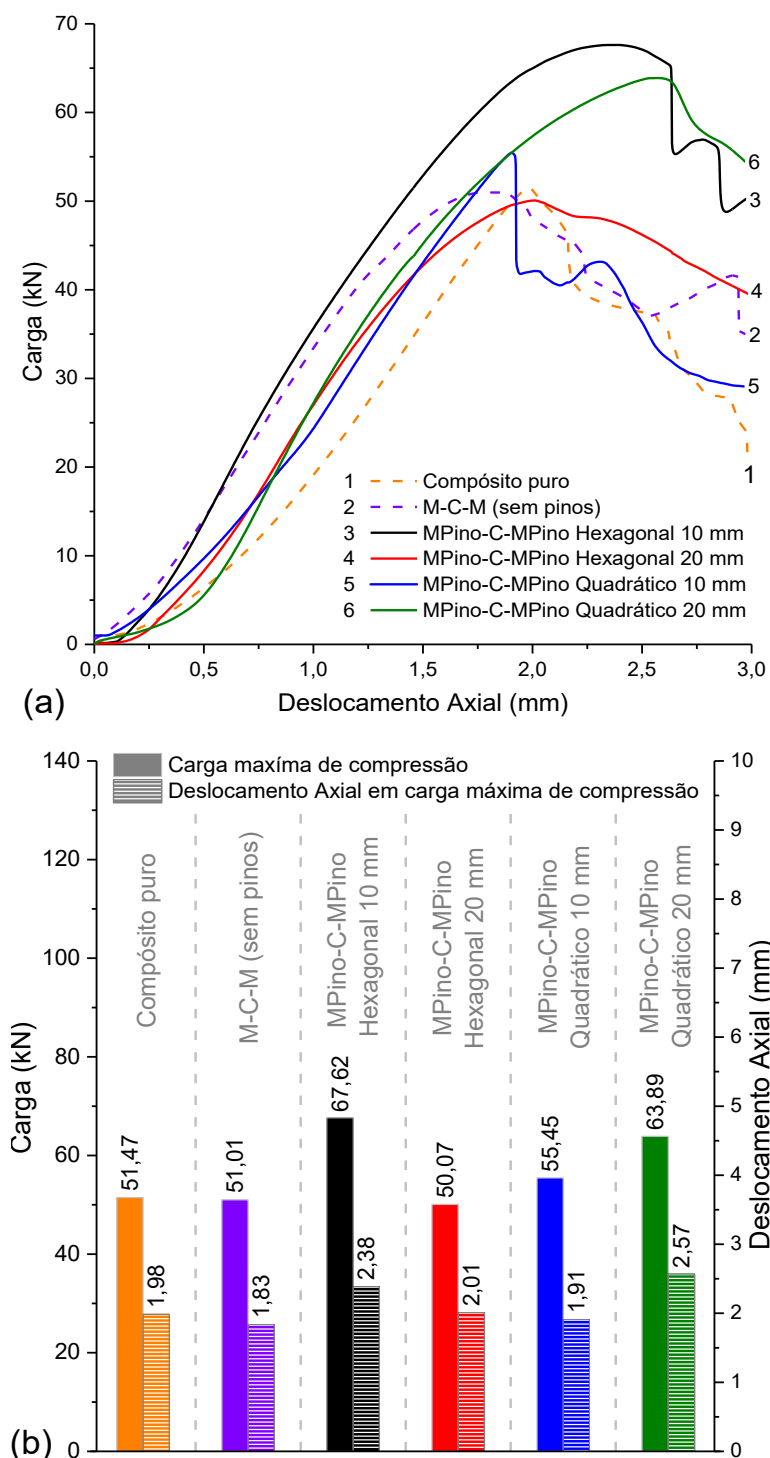 70
60
50
40
30
20
10
0
Carga (kN)
6
3
4
2
5
1
1 Compósito puro
2 M-C-M (sem pinos)
3 MPino-C-MPino Hexagonal 10 mm
4 MPino-C-MPino Hexagonal 20 mm
5 MPino-C-MPino Quadrático 10 mm
6 MPino-C-MPino Quadrático 20 mm
0,0 0,5 1,0 1,5 2,0 2,5 3,0
(a) Deslocamento Axial (mm)
Carga maxíma de compressão
Deslocamento Axial em carga máxima de compressão
140
120
100
80
60
40
20
0
Carga (kN)
Compósito puro
M-C-M (sem pinos)
MPino-C-MPino
Hexagonal 10 mm
MPino-C-MPino
Hexagonal 20 mm
MPino-C-MPino
Quadrático 10 mm
MPino-C-MPino
Quadrático 20 mm
51,47
1,98
51,01
1,83
67,62
2,38
50,07
2,01
55,45
1,91
63,89
2,57
10
9
8
7
6
5
4
3
2
1
0
Deslocamento Axial (mm)
(b)